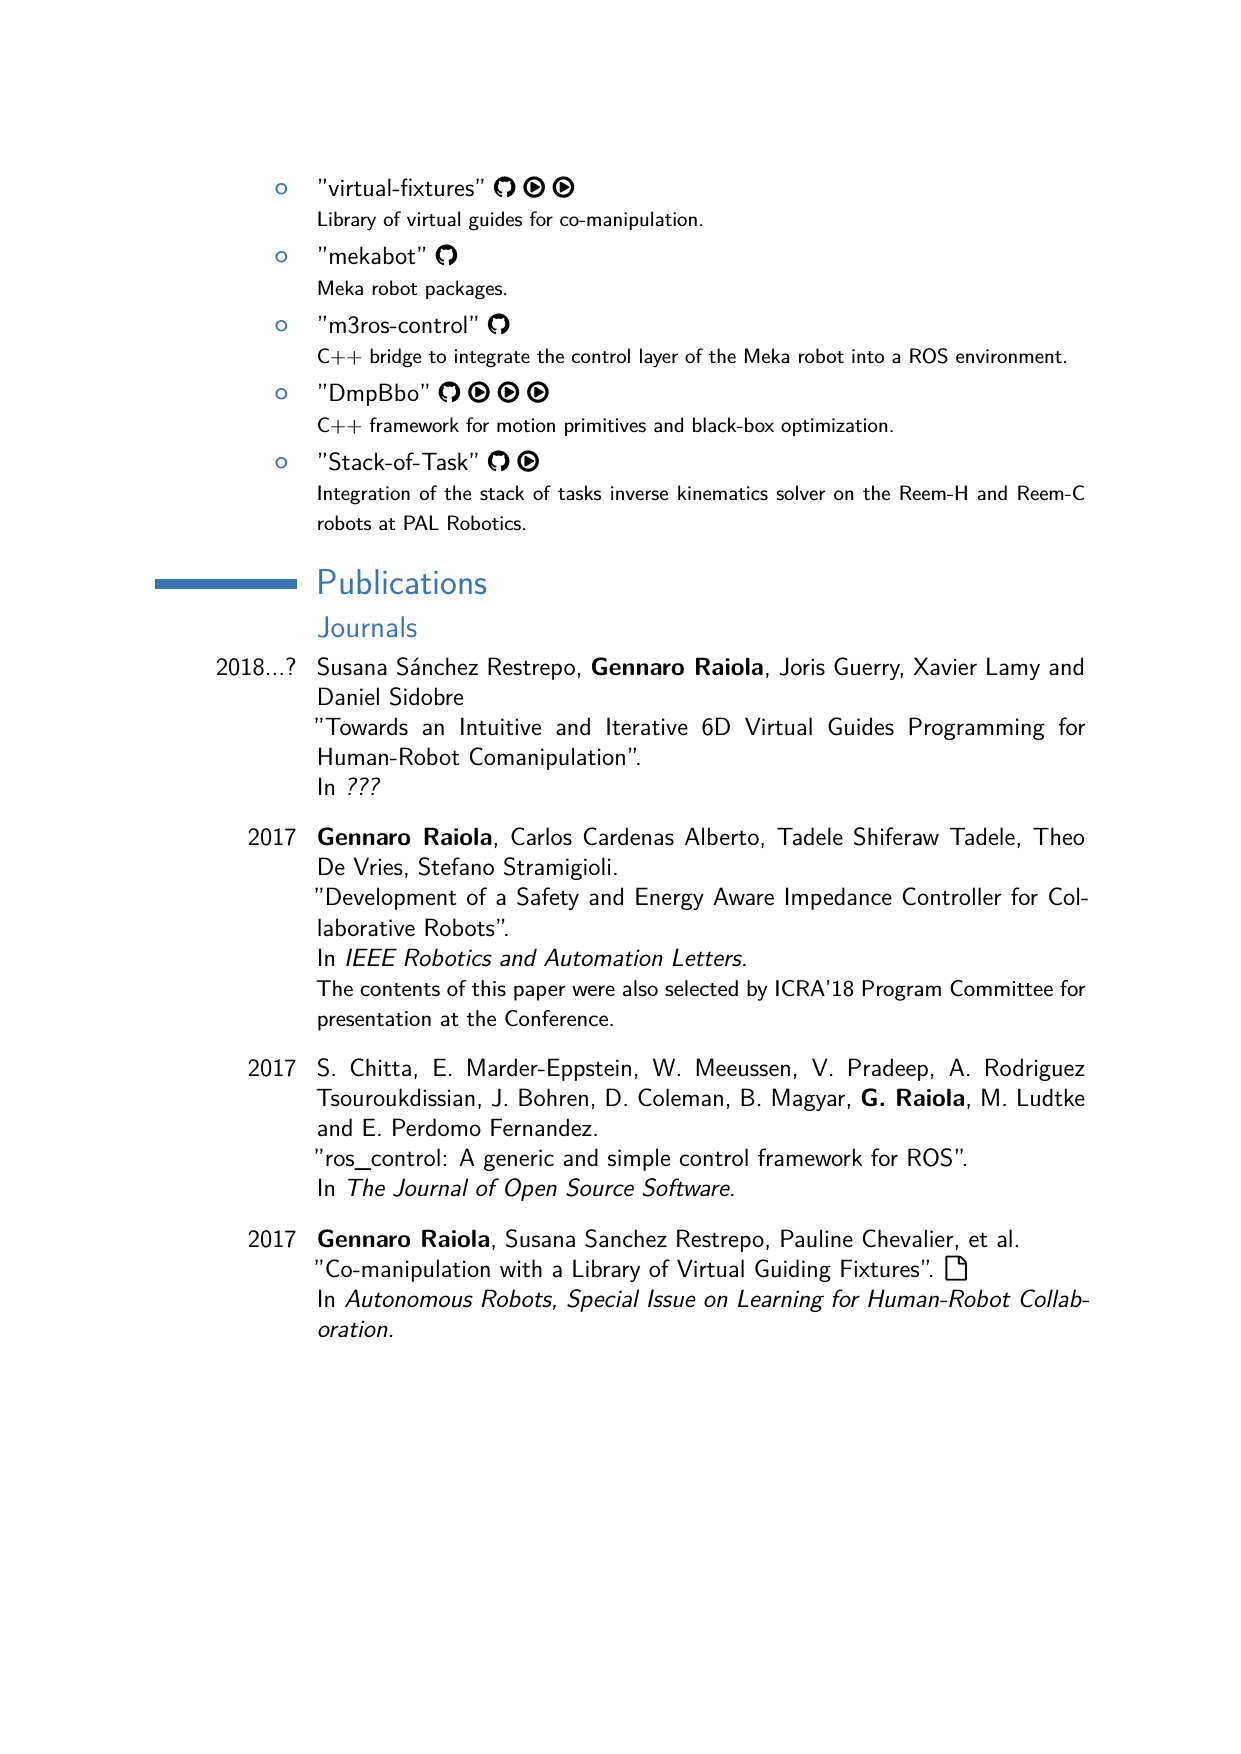 ”virtual-fixtures”
Library of virtual guides for co-manipulation.
”mekabot”
Meka robot packages.
”m3ros-control”
C++ bridge to integrate the control layer of the Meka robot into a ROS environment.
”DmpBbo”
C++ framework for motion primitives and black-box optimization.
”Stack-of-Task”
Integration of the stack of tasks inverse kinematics solver on the Reem-H and Reem-C
robots at PAL Robotics.
Publications
Journals
2018...? Susana Sánchez Restrepo, Gennaro Raiola, Joris Guerry, Xavier Lamy and
Daniel Sidobre
”Towards an Intuitive and Iterative 6D Virtual Guides Programming for
Human-Robot Comanipulation”.
In ???
2017 Gennaro Raiola, Carlos Cardenas Alberto, Tadele Shiferaw Tadele, Theo
De Vries, Stefano Stramigioli.
”Development of a Safety and Energy Aware Impedance Controller for Col-
laborative Robots”.
In IEEE Robotics and Automation Letters.
The contents of this paper were also selected by ICRA’18 Program Committee for
presentation at the Conference.
2017 S. Chitta, E. Marder-Eppstein, W. Meeussen, V. Pradeep, A. Rodriguez
Tsouroukdissian, J. Bohren, D. Coleman, B. Magyar, G. Raiola, M. Ludtke
and E. Perdomo Fernandez.
”ros_control: A generic and simple control framework for ROS”.
In The Journal of Open Source Software.
2017 Gennaro Raiola, Susana Sanchez Restrepo, Pauline Chevalier, et al.
”Co-manipulation with a Library of Virtual Guiding Fixtures”.
In Autonomous Robots, Special Issue on Learning for Human-Robot Collab-
oration.